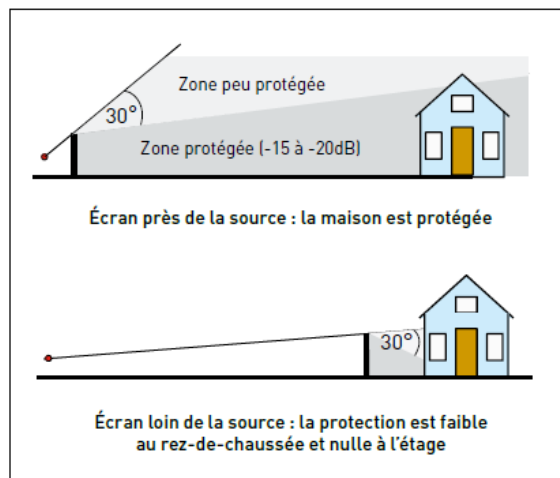 Zone peu protégée
30°
Zone protégée (-15 à -20dB)
Écran près de la source : la maison est protégée
30°
Écran loin de la source : la protection est faible
au rez-de-chaussée et nulle à l'étage